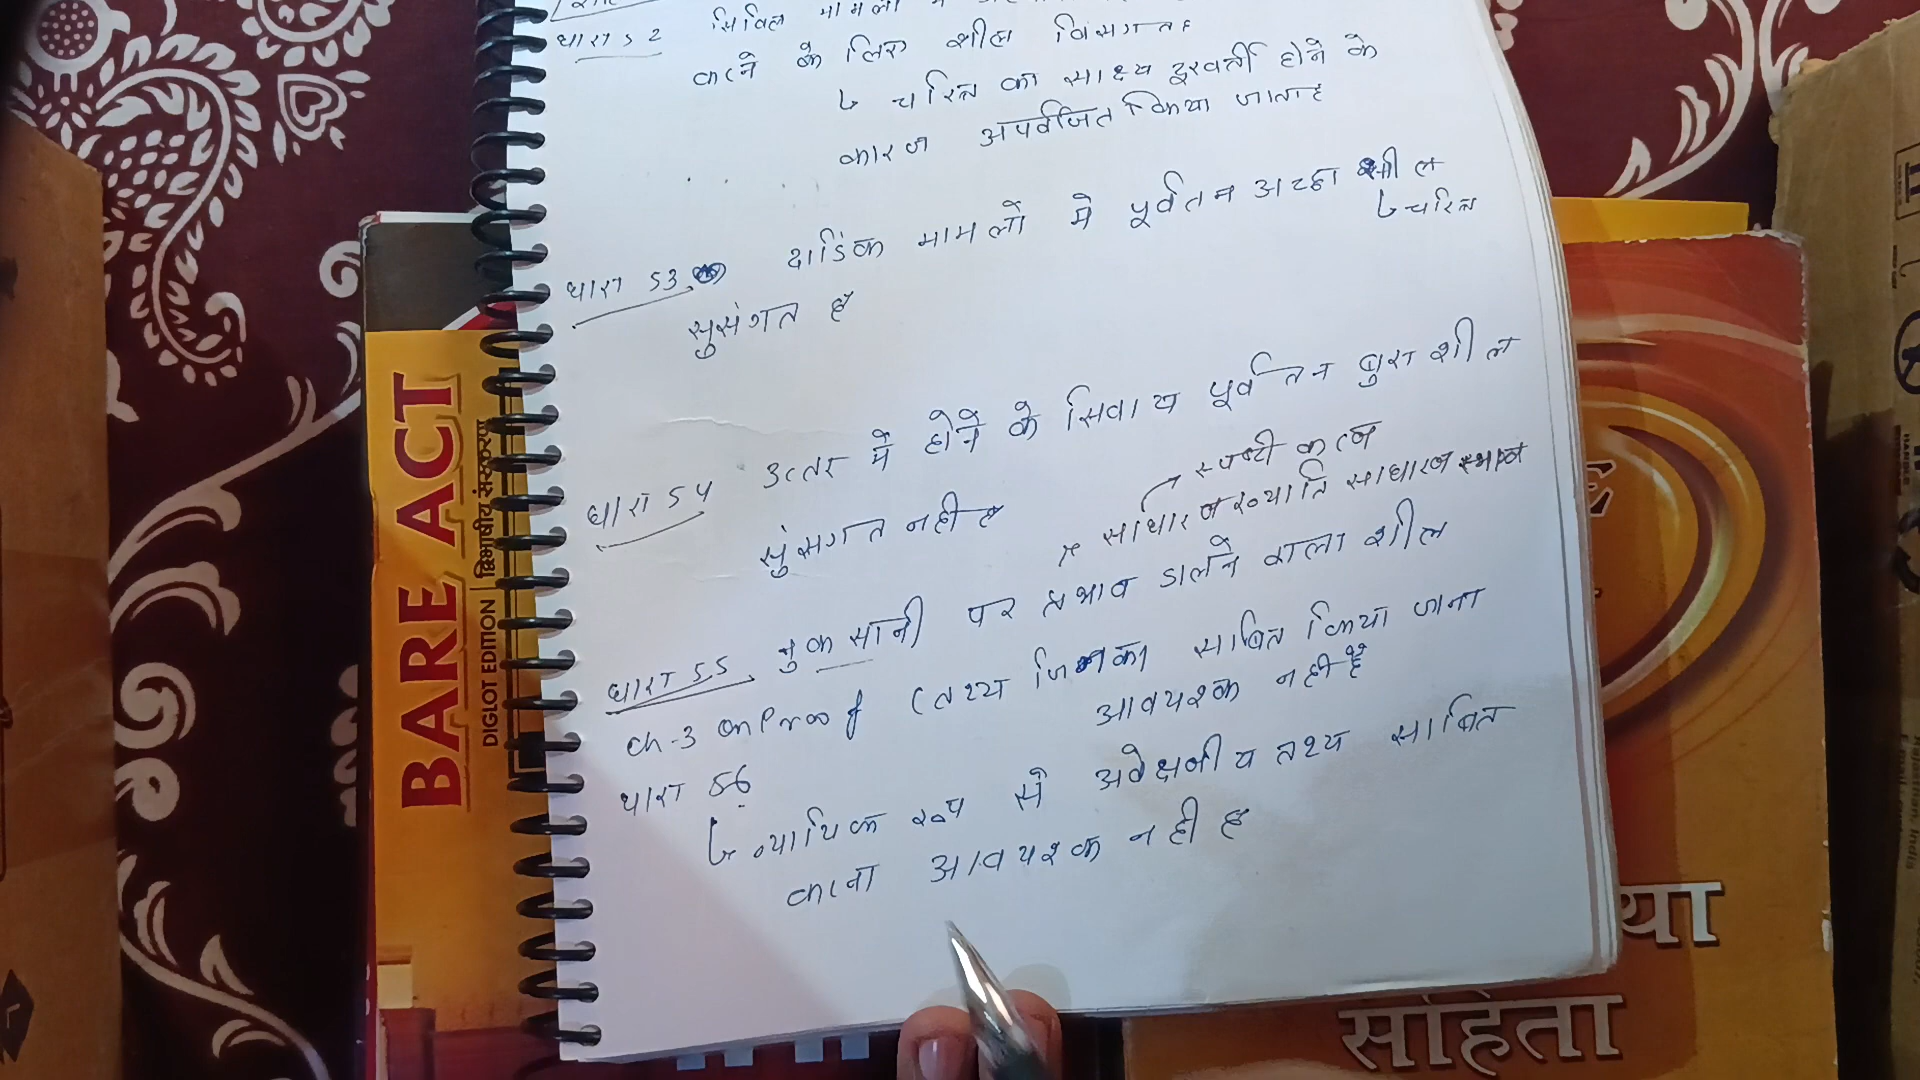 धारा 52 सिविल मामलों में
करने के लिए शील विसंगत है
↳ चरित्र का साक्ष्य दूरवर्ती होने के
कारण अपवर्जित किया जाता है
धारा 53 दाण्डिक मामलों में पूर्वतन अच्छा शील
↳ चरित्र
सुसंगत है
धारा 54 उत्तर में होने के सिवाय पूर्वतन बुरा शील
सुसंगत नही है
→ स्पष्टीकरण
साधारण ख्याति साधारण स्वभाव
धारा 55 नुकसानी पर प्रभाव डालने वाला शील
ch-3 on Proof (तथ्य जिनका साबित किया जाना
आवश्यक नही है
धारा 56
↳ न्यायिक रूप से अवेक्षणीय तथ्य साबित
करना आवश्यक नही है
BARE ACT
DIGLOT EDITION | द्विभाषीय संस्करण
संहिता